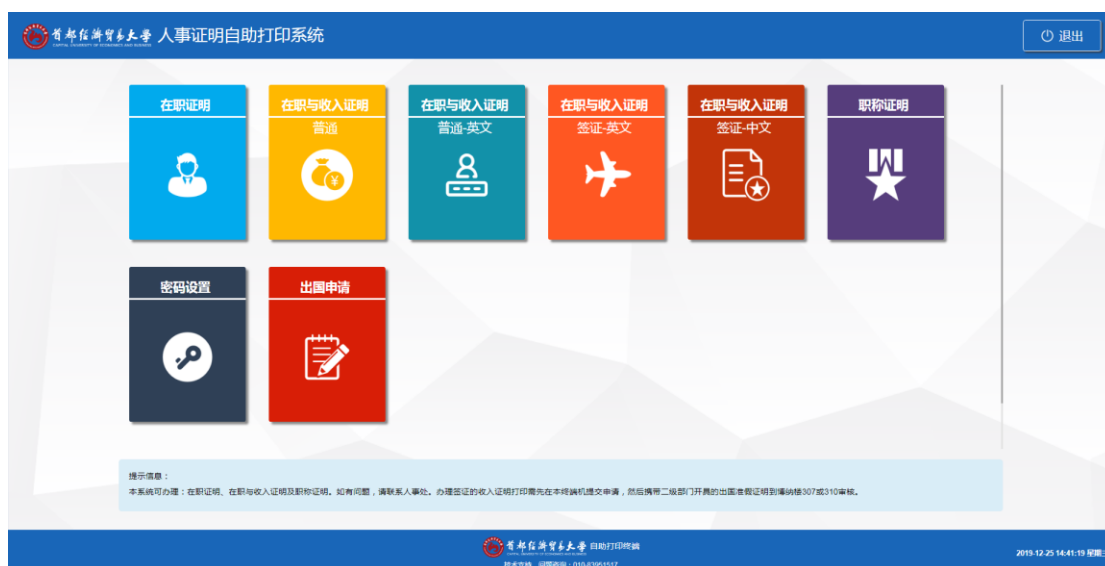 首都经济贸易大学 人事证明自助打印系统
退出
在职证明
在职与收入证明
普通
在职与收入证明
普通-英文
在职与收入证明
签证-英文
在职与收入证明
签证-中文
职称证明
密码设置
出国申请
提示信息：
本系统可办理：在职证明、在职与收入证明及职称证明。如有问题，请联系人事处。办理签证的收入证明打印需先在本终端机提交申请，然后携带二级部门开具的出国准假证明到博纳楼307或310审核。
首都经济贸易大学 自助打印终端
2019-12-25 14:41:19 星期三